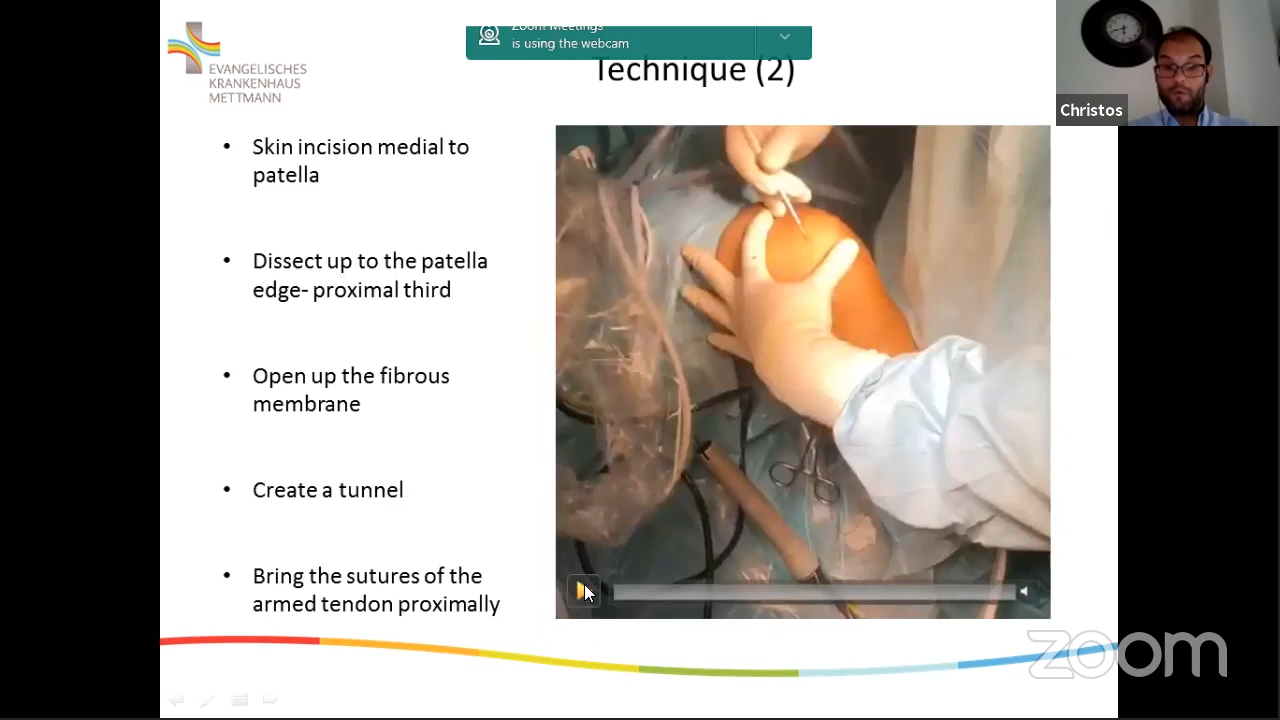 Zoom Meetings
is using the webcam
EVANGELISCHES
KRANKENHAUS
METTMANN
Technique (2)
Christos
• Skin incision medial to
patella
• Dissect up to the patella
edge- proximal third
• Open up the fibrous
membrane
• Create a tunnel
• Bring the sutures of the
armed tendon proximally
zoom